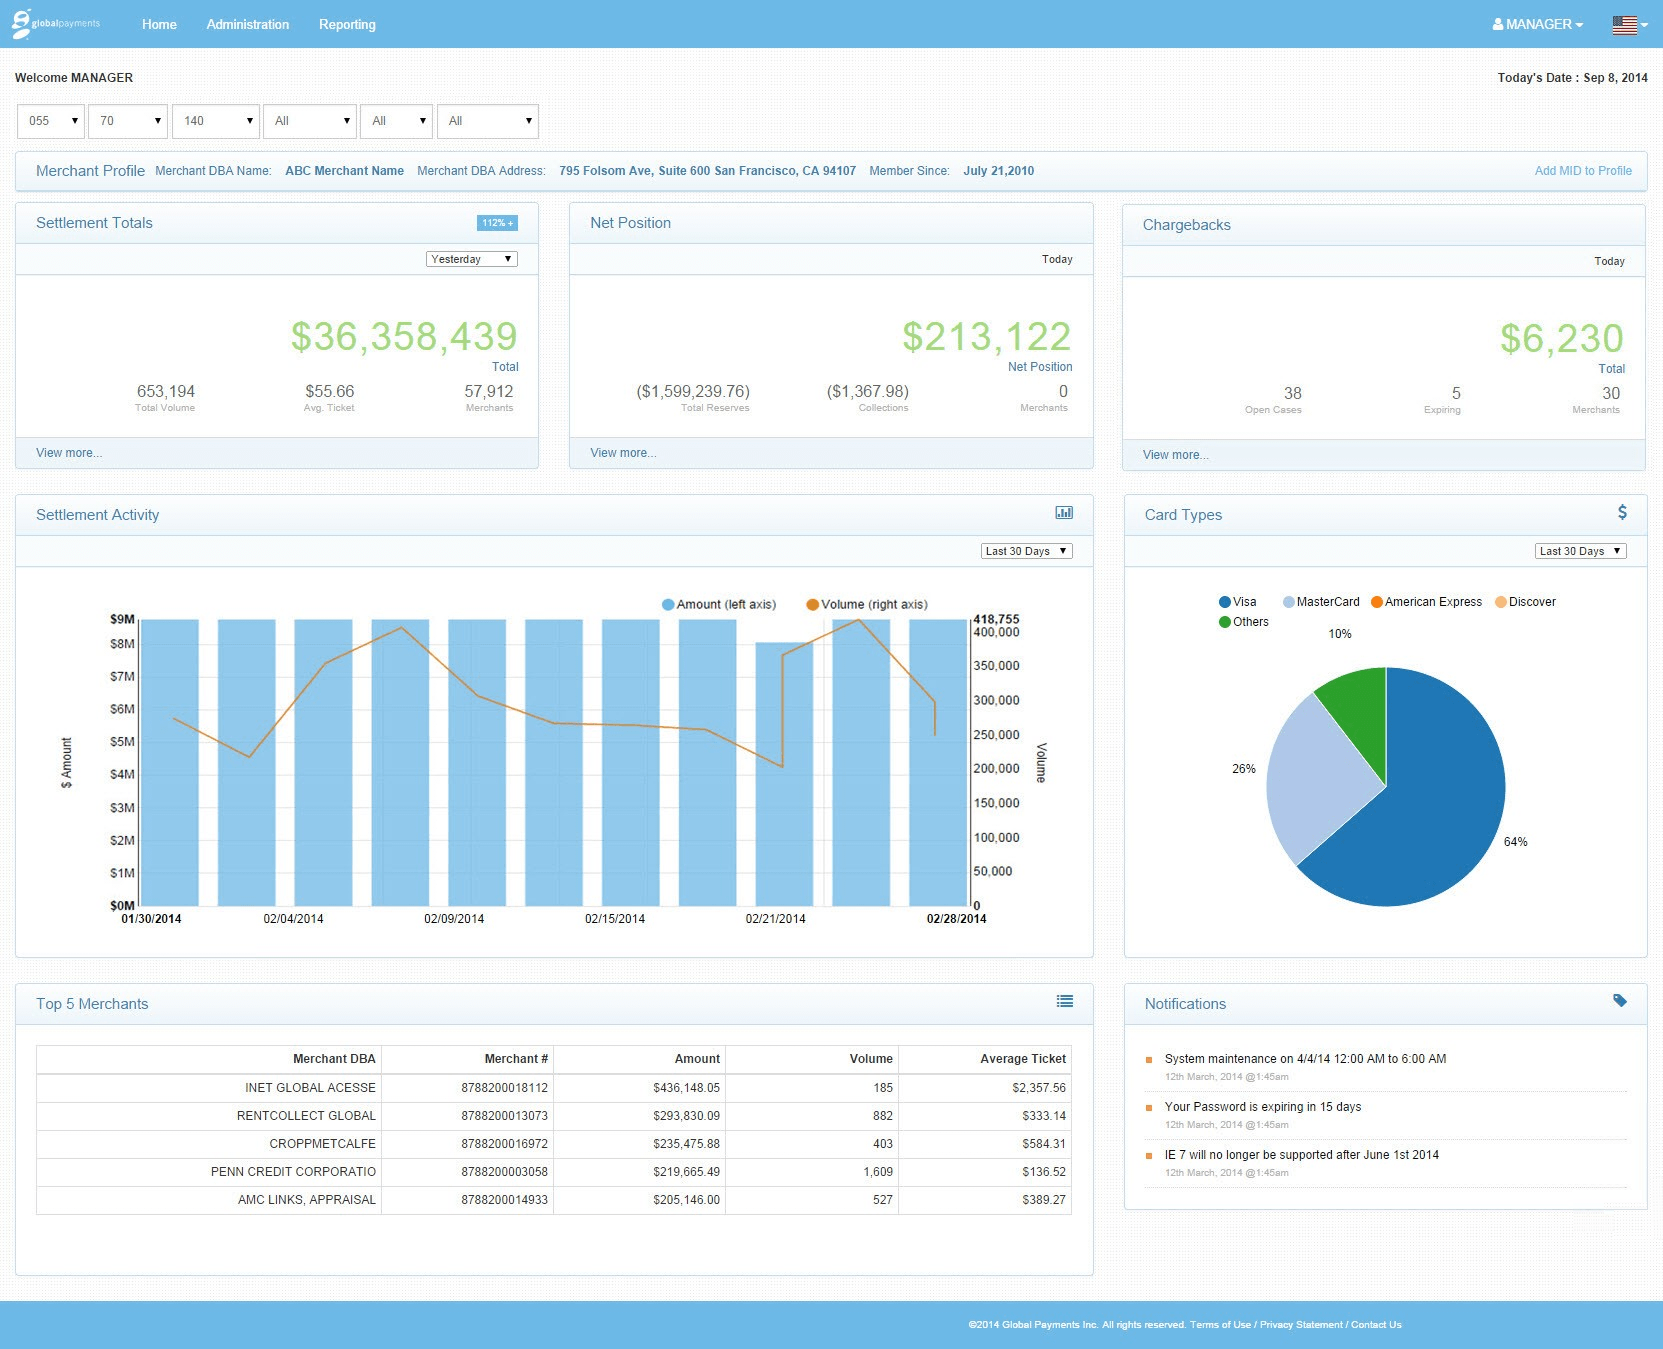 globalpayments Home Administration Reporting MANAGER
Welcome MANAGER Today's Date : Sep 8, 2014
055 70 140 All All All
Merchant Profile Merchant DBA Name: ABC Merchant Name Merchant DBA Address: 795 Folsom Ave, Suite 600 San Francisco, CA 94107 Member Since: July 21,2010 Add MID to Profile
Settlement Totals 112% +
Yesterday
$36,358,439
Total
653,194 $55.66 57,912
Total Volume Avg. Ticket Merchants
View more...
Net Position
Today
$213,122
Net Position
($1,599,239.76) ($1,367.98) 0
Total Reserves Collections Merchants
View more...
Chargebacks
Today
$6,230
Total
38 5 30
Open Cases Expiring Merchants
View more...
Settlement Activity
Last 30 Days
Amount (left axis) Volume (right axis)
$9M
$8M
$7M
$6M
$5M
$4M
$3M
$2M
$1M
$0M
$ Amount
418,755
400,000
350,000
300,000
250,000
200,000
150,000
100,000
50,000
0
Volume
01/30/2014 02/04/2014 02/09/2014 02/15/2014 02/21/2014 02/28/2014
Card Types $
Last 30 Days
Visa MasterCard American Express Discover
Others
10%
26%
64%
Top 5 Merchants
Merchant DBA Merchant # Amount Volume Average Ticket
INET GLOBAL ACESSE 8788200018112 $436,148.05 185 $2,357.56
RENTCOLLECT GLOBAL 8788200013073 $293,830.09 882 $333.14
CROPPMETCALFE 8788200016972 $235,475.88 403 $584.31
PENN CREDIT CORPORATIO 8788200003058 $219,665.49 1,609 $136.52
AMC LINKS, APPRAISAL 8788200014933 $205,146.00 527 $389.27
Notifications
System maintenance on 4/4/14 12:00 AM to 6:00 AM
12th March, 2014 @1:45am
Your Password is expiring in 15 days
12th March, 2014 @1:45am
IE 7 will no longer be supported after June 1st 2014
12th March, 2014 @1:45am
©2014 Global Payments Inc. All rights reserved. Terms of Use / Privacy Statement / Contact Us